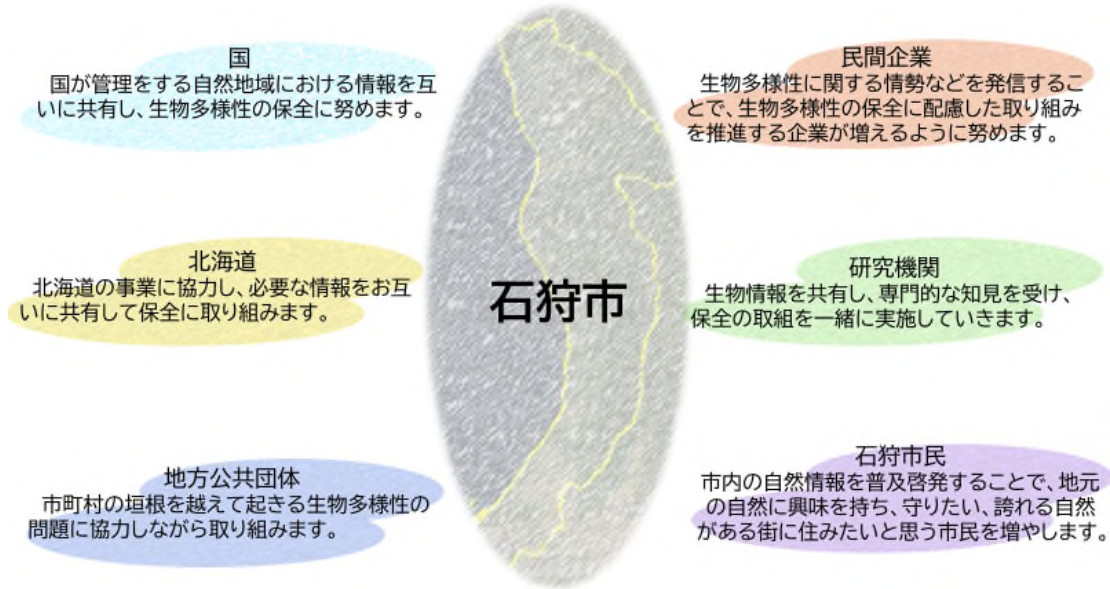 国
国が管理をする自然地域における情報を互
いに共有し、生物多様性の保全に努めます。
北海道
北海道の事業に協力し、必要な情報をお互
いに共有して保全に取り組みます。
地方公共団体
市町村の垣根を越えて起きる生物多様性の
問題に協力しながら取り組みます。
石狩市
民間企業
生物多様性に関する情勢などを発信するこ
とで、生物多様性の保全に配慮した取り組み
を推進する企業が増えるように努めます。
研究機関
生物情報を共有し、専門的な知見を受け、
保全の取組を一緒に実施していきます。
石狩市民
市内の自然情報を普及啓発することで、地元
の自然に興味を持ち、守りたい、誇れる自然
がある街に住みたいと思う市民を増やします。